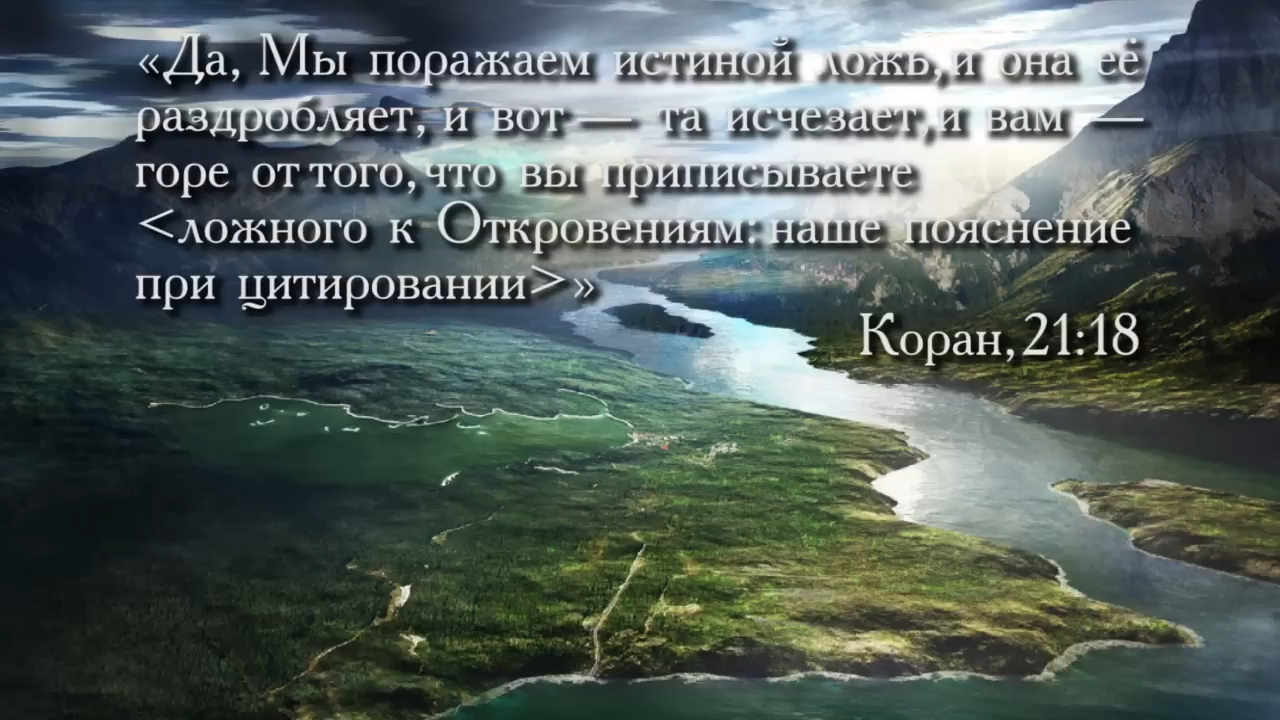 «Да, Мы поражаем истиной ложь, и она её
раздробляет, и вот — та исчезает, и вам —
горе от того, что вы приписываете
<ложного к Откровениям: наше пояснение
при цитировании>»
Коран, 21:18